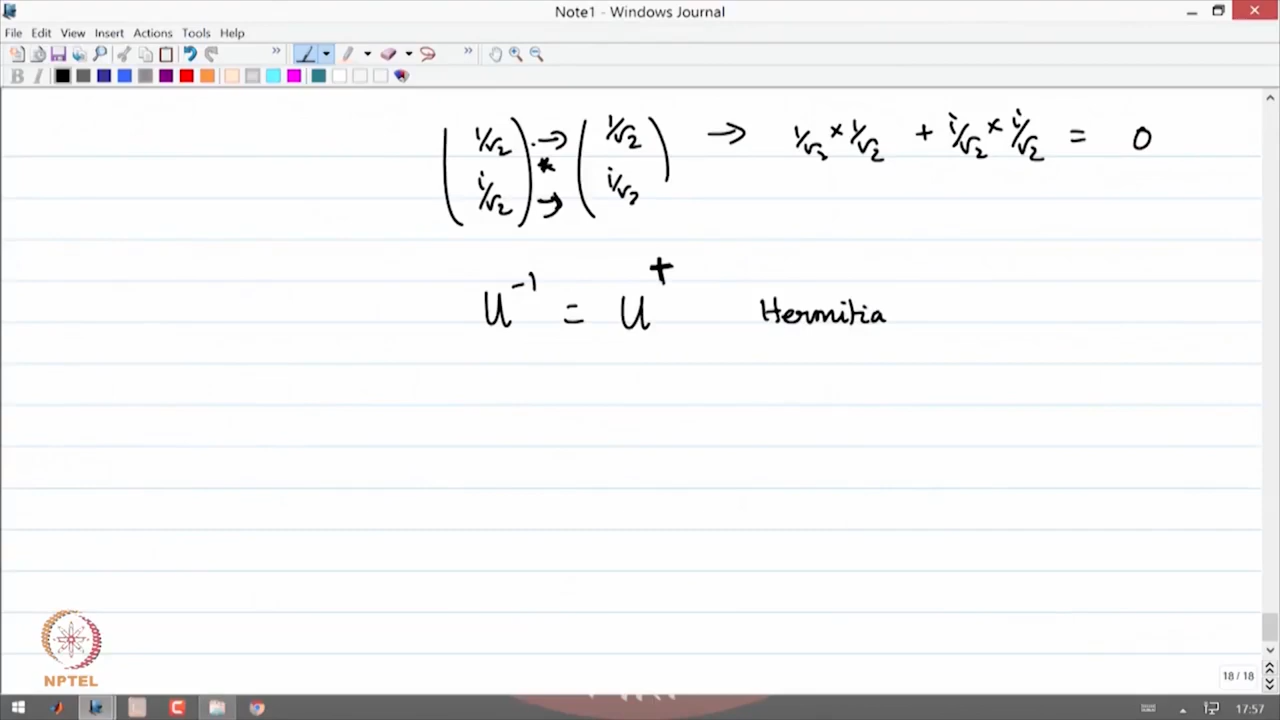 Note1 - Windows Journal
File Edit View Insert Actions Tools Help
B I
( 1/√2 ) .→ ( 1/√2 ) → 1/√2 × 1/√2 + i/√2 × i/√2 = 0
( i/√2 ) * → ( i/√2 )
U⁻¹ = U⁺ Hermitia
NPTEL
18 / 18
17:57